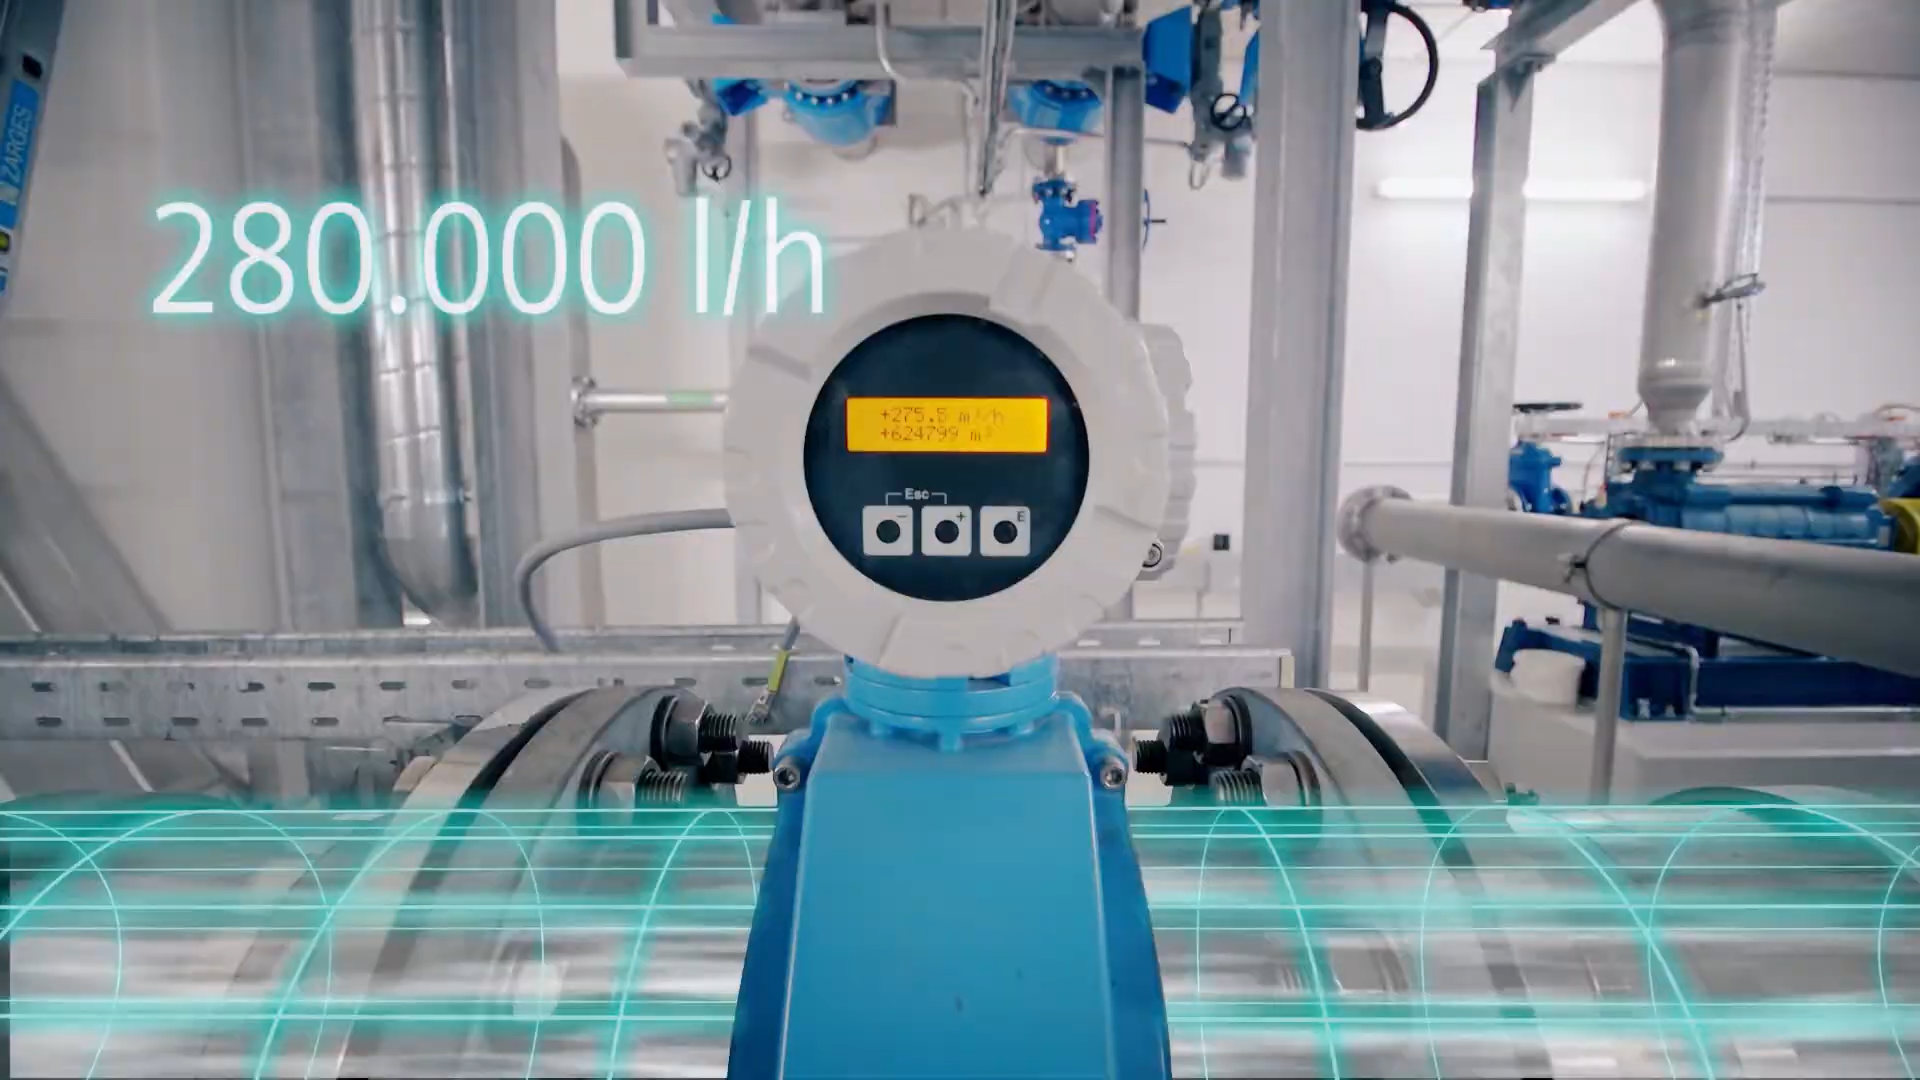 ZARGES
280.000 l/h
+275.5 m³/h
+624799 m³
Esc
- + E